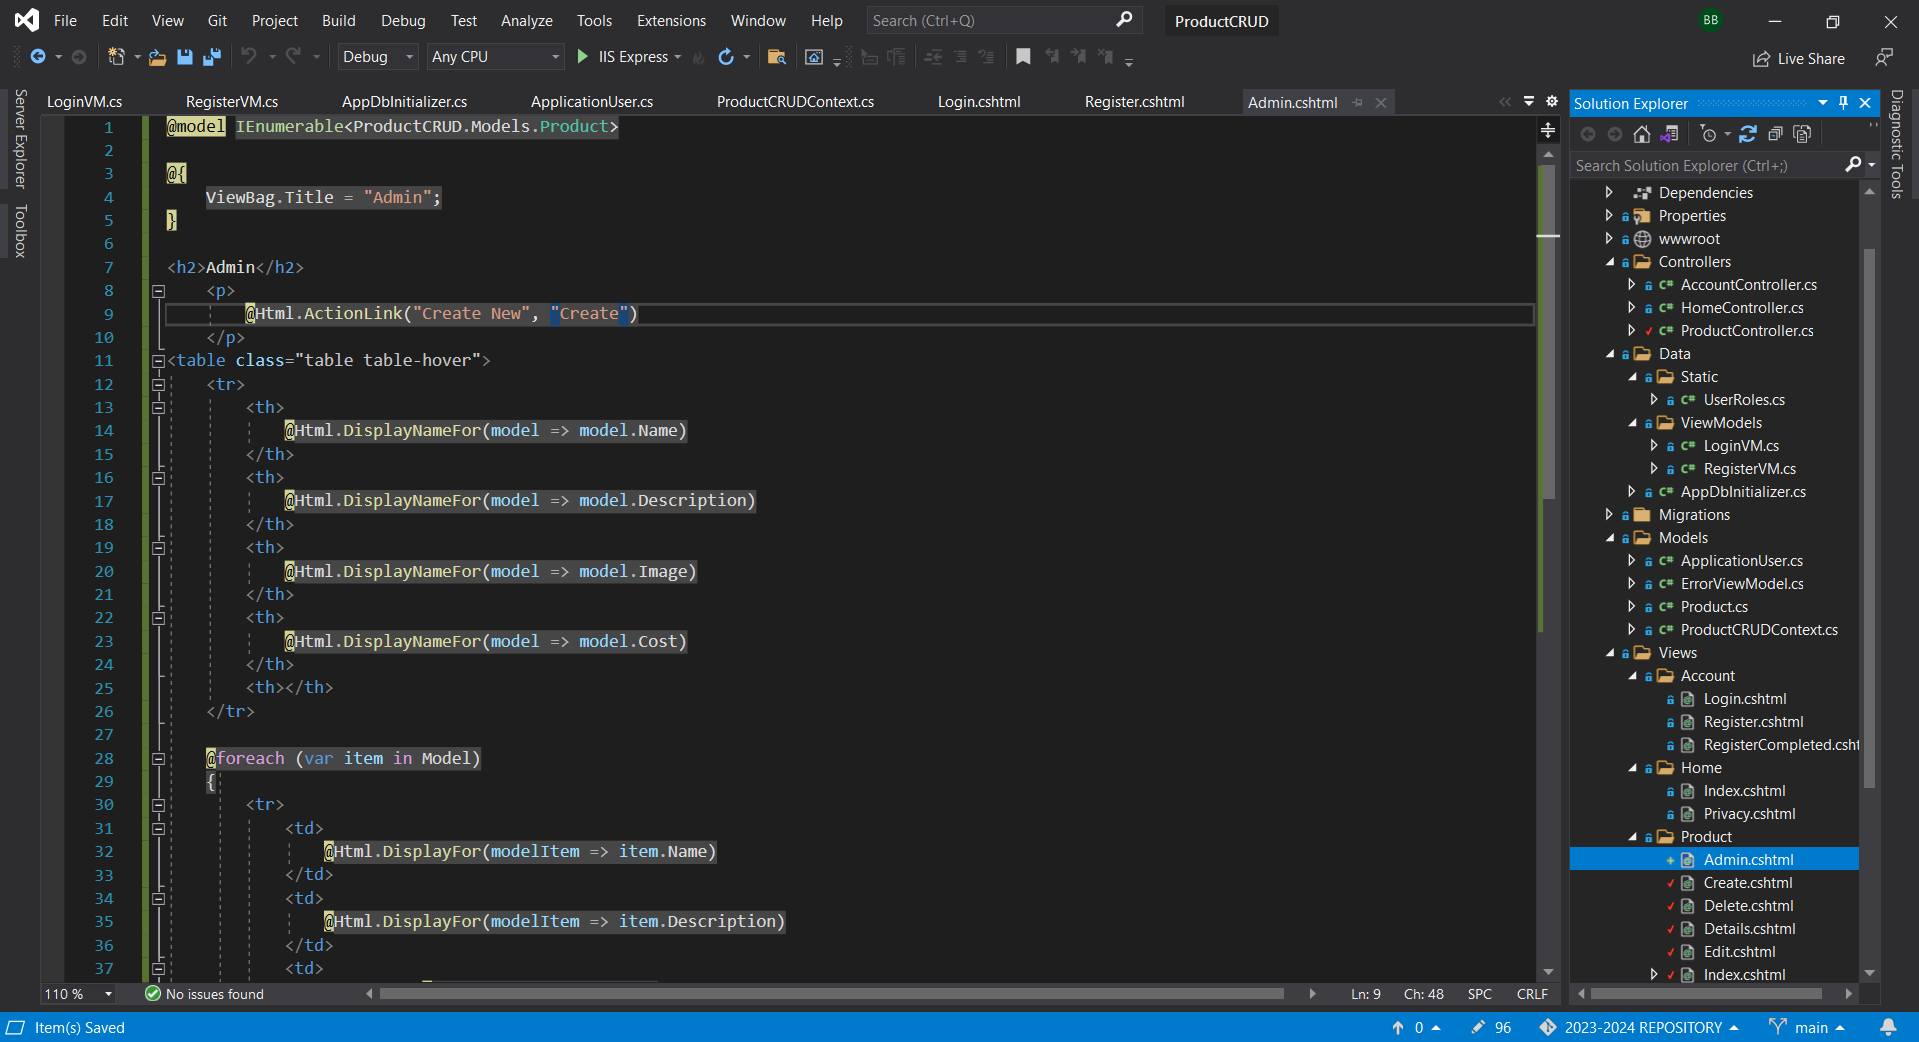 File Edit View Git Project Build Debug Test Analyze Tools Extensions Window Help Search (Ctrl+Q) ProductCRUD BB
Debug Any CPU IIS Express Live Share
LoginVM.cs RegisterVM.cs AppDbInitializer.cs ApplicationUser.cs ProductCRUDContext.cs Login.cshtml Register.cshtml Admin.cshtml
Server Explorer
Toolbox
1 @model IEnumerable<ProductCRUD.Models.Product>
2
3 @{
4 ViewBag.Title = "Admin";
5 }
6
7 <h2>Admin</h2>
8 <p>
9 @Html.ActionLink("Create New", "Create")
10 </p>
11 <table class="table table-hover">
12 <tr>
13 <th>
14 @Html.DisplayNameFor(model => model.Name)
15 </th>
16 <th>
17 @Html.DisplayNameFor(model => model.Description)
18 </th>
19 <th>
20 @Html.DisplayNameFor(model => model.Image)
21 </th>
22 <th>
23 @Html.DisplayNameFor(model => model.Cost)
24 </th>
25 <th></th>
26 </tr>
27
28 @foreach (var item in Model)
29 {
30 <tr>
31 <td>
32 @Html.DisplayFor(modelItem => item.Name)
33 </td>
34 <td>
35 @Html.DisplayFor(modelItem => item.Description)
36 </td>
37 <td>
110 % No issues found Ln: 9 Ch: 48 SPC CRLF
Solution Explorer
Search Solution Explorer (Ctrl+;)
Dependencies
Properties
wwwroot
Controllers
C# AccountController.cs
C# HomeController.cs
C# ProductController.cs
Data
Static
C# UserRoles.cs
ViewModels
C# LoginVM.cs
C# RegisterVM.cs
C# AppDbInitializer.cs
Migrations
Models
C# ApplicationUser.cs
C# ErrorViewModel.cs
C# Product.cs
C# ProductCRUDContext.cs
Views
Account
Login.cshtml
Register.cshtml
RegisterCompleted.csht
Home
Index.cshtml
Privacy.cshtml
Product
Admin.cshtml
Create.cshtml
Delete.cshtml
Details.cshtml
Edit.cshtml
Index.cshtml
Diagnostic Tools
Item(s) Saved 0 96 2023-2024 REPOSITORY main